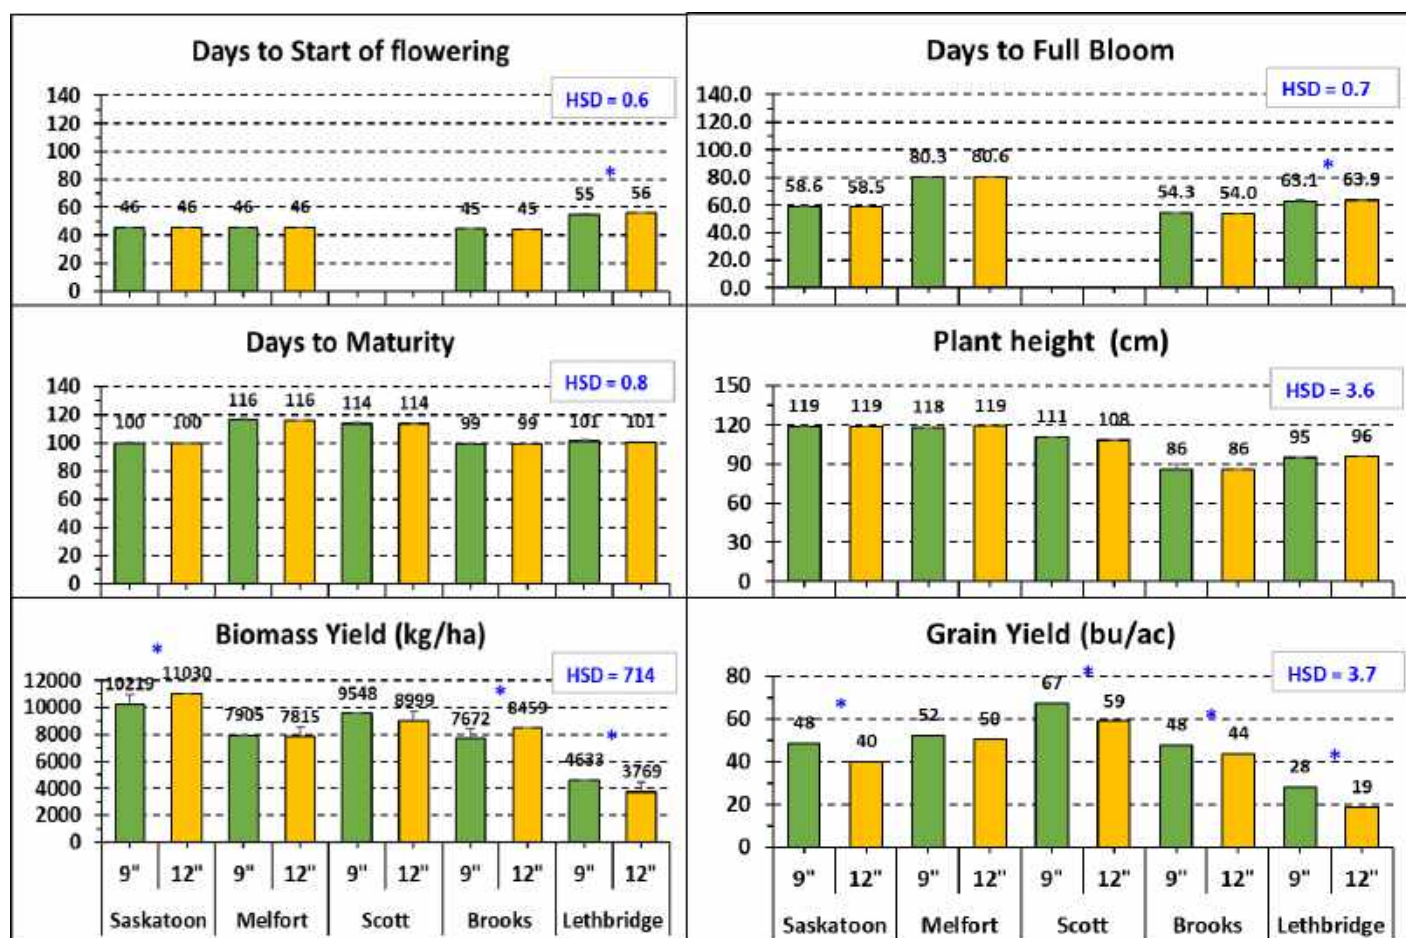 Days to Start of flowering
HSD = 0.6
140
120
100
80
60
40
20
0
46 46 46 46 45 45 55 * 56
Days to Full Bloom
HSD = 0.7
140.0
120.0
100.0
80.0
60.0
40.0
20.0
0.0
58.6 58.5 80.3 80.6 54.3 54.0 63.1 * 63.9
Days to Maturity
HSD = 0.8
140
120
100
80
60
40
20
0
100 100 116 116 114 114 99 99 101 101
Plant height (cm)
HSD = 3.6
150
120
90
60
30
0
119 119 118 119 111 108 86 86 95 96
Biomass Yield (kg/ha)
HSD = 714
12000
10000
8000
6000
4000
2000
0
10219 * 11030 7905 7815 9548 8999 7672 * 8459 4633 * 3769
9" 12" 9" 12" 9" 12" 9" 12" 9" 12"
Saskatoon Melfort Scott Brooks Lethbridge
Grain Yield (bu/ac)
HSD = 3.7
80
60
40
20
0
48 * 40 52 50 67 * 59 48 * 44 28 * 19
9" 12" 9" 12" 9" 12" 9" 12" 9" 12"
Saskatoon Melfort Scott Brooks Lethbridge